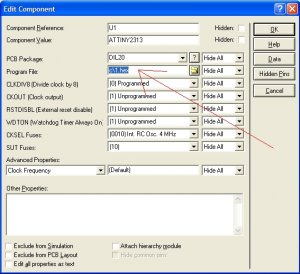 Edit Component
Component Reference: U1 Hidden:
Component Value: ATTINY2313 Hidden:
PCB Package: DIL20 ? Hide All
Program File: Hide All
CLKDIV8 (Divide clock by 8) (0) Programmed Hide All
CKOUT (Clock output) (1) Unprogrammed Hide All
RSTDISBL (External reset disable) (1) Unprogrammed Hide All
WDTON (Watchdog Timer Always On) (1) Unprogrammed Hide All
CKSEL Fuses: (0010) Int. RC Osc. 4 MHz Hide All
SUT Fuses: (10) Hide All
Advanced Properties:
Clock Frequency (Default) Hide All
Other Properties:
Exclude from Simulation Attach hierarchy module
Exclude from PCB Layout Hide common pins
Edit all properties as text
OK
Help
Data
Hidden Pins
Cancel